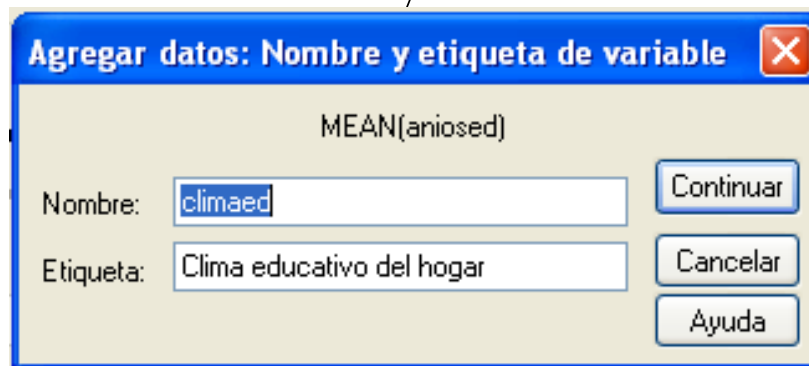 Agregar datos: Nombre y etiqueta de variable
MEAN(aniosed)
Nombre: climaed
Continuar
Etiqueta: Clima educativo del hogar
Cancelar
Ayuda